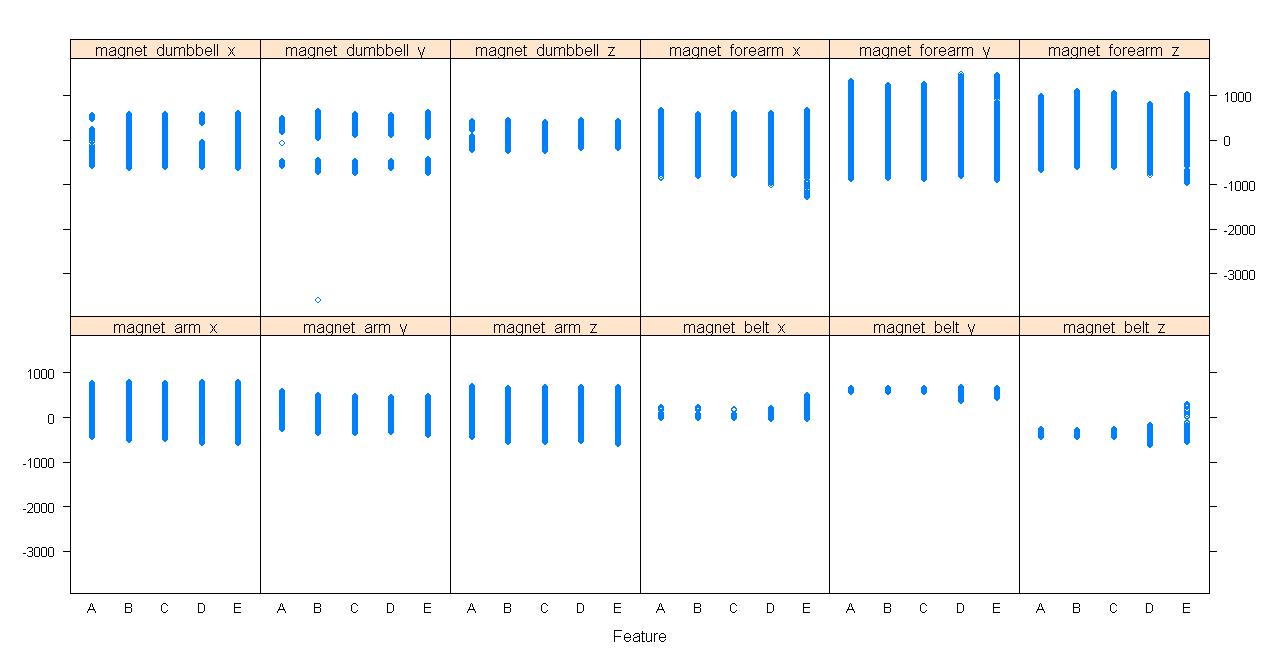 magnet_dumbbell_x magnet_dumbbell_y magnet_dumbbell_z magnet_forearm_x magnet_forearm_y magnet_forearm_z
1000
0
-1000
-2000
-3000
magnet_arm_x magnet_arm_y magnet_arm_z magnet_belt_x magnet_belt_y magnet_belt_z
1000
0
-1000
-2000
-3000
A B C D E A B C D E A B C D E A B C D E A B C D E A B C D E
Feature